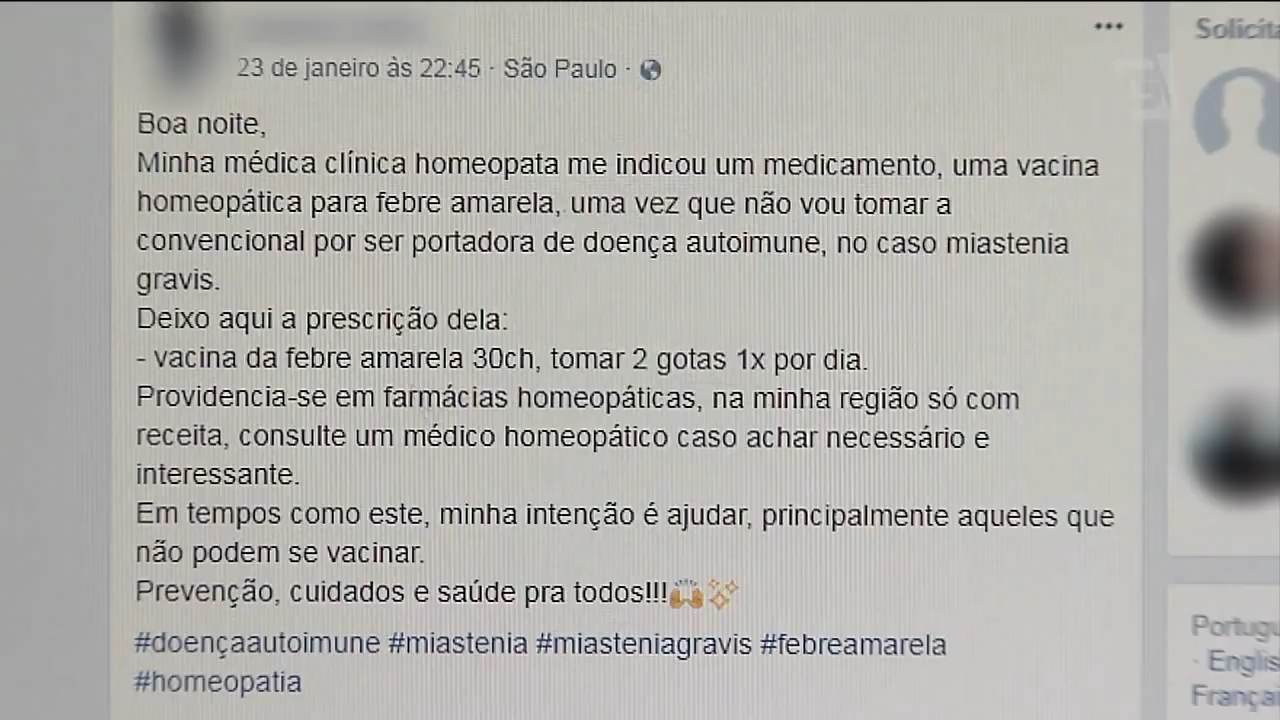 23 de janeiro às 22:45 · São Paulo ·
Boa noite,
Minha médica clínica homeopata me indicou um medicamento, uma vacina
homeopática para febre amarela, uma vez que não vou tomar a
convencional por ser portadora de doença autoimune, no caso miastenia
gravis.
Deixo aqui a prescrição dela:
- vacina da febre amarela 30ch, tomar 2 gotas 1x por dia.
Providencia-se em farmácias homeopáticas, na minha região só com
receita, consulte um médico homeopático caso achar necessário e
interessante.
Em tempos como este, minha intenção é ajudar, principalmente aqueles que
não podem se vacinar.
Prevenção, cuidados e saúde pra todos!!!🙌✨
#doençaautoimune #miastenia #miasteniagravis #febreamarela
#homeopatia
Solicita
Portugu
· Englis
Françai